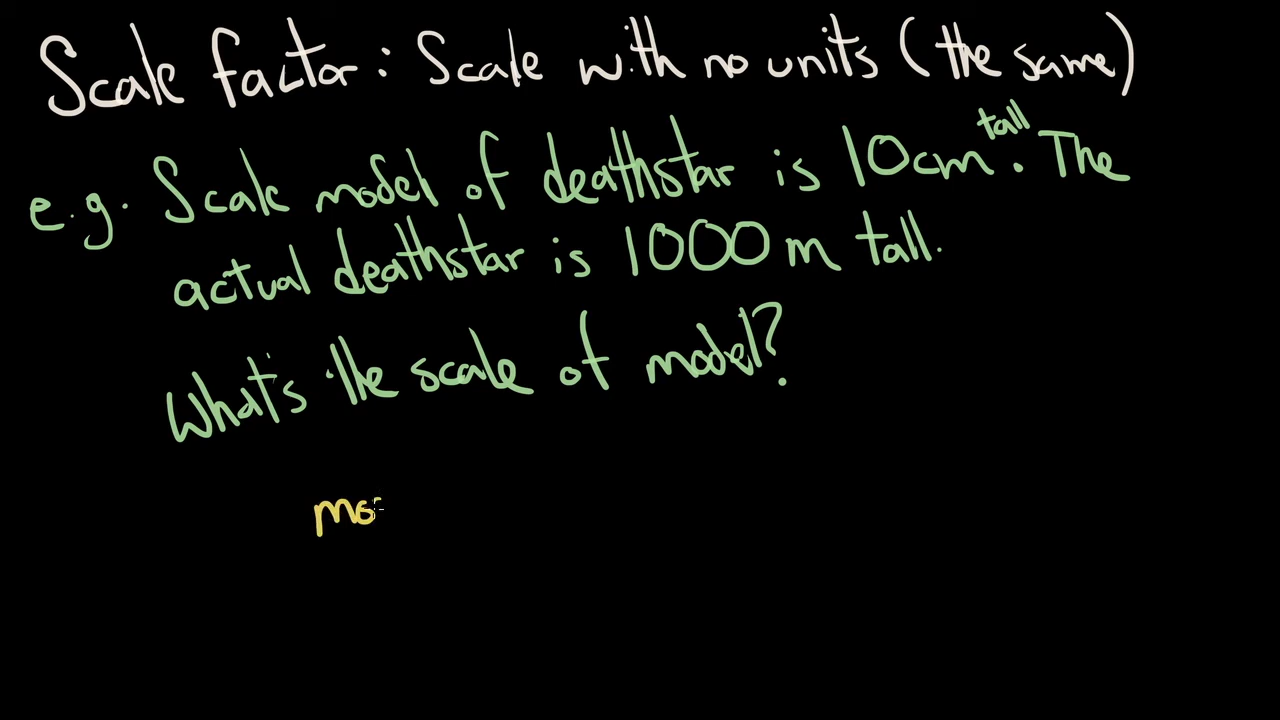 Scale factor: Scale with no units (the same)
e.g. Scale model of deathstar is 10cm tall. The
actual deathstar is 1000 m tall.
What's the scale of model?
mo